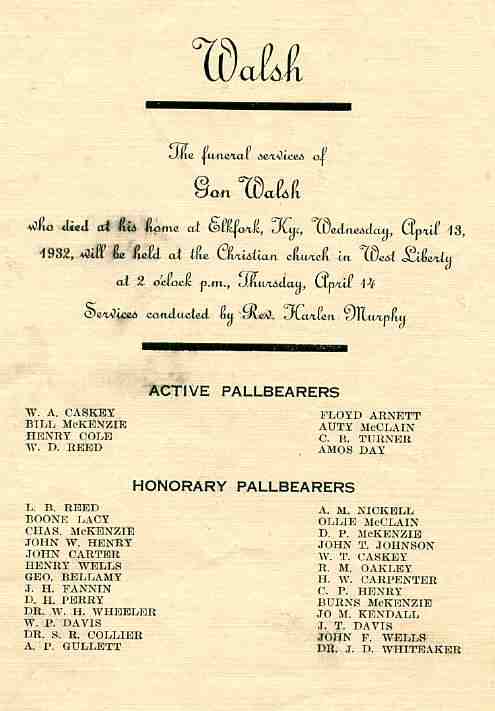 Walsh
The funeral services of
Gon Walsh
who died at his home at Elkfork, Ky., Wednesday, April 13,
1932, will be held at the Christian church in West Liberty
at 2 o'clock p.m., Thursday, April 14
Services conducted by Rev. Harlen Murphy
ACTIVE PALLBEARERS
W. A. CASKEY
BILL McKENZIE
HENRY COLE
W. D. REED
FLOYD ARNETT
AUTY McCLAIN
C. R. TURNER
AMOS DAY
HONORARY PALLBEARERS
L. B. REED
BOONE LACY
CHAS. McKENZIE
JOHN W. HENRY
JOHN CARTER
HENRY WELLS
GEO. BELLAMY
J. H. FANNIN
D. H. PERRY
DR. W. H. WHEELER
W. P. DAVIS
DR. S. R. COLLIER
A. P. GULLETT
A. M. NICKELL
OLLIE McCLAIN
D. P. McKENZIE
JOHN T. JOHNSON
W. T. CASKEY
R. M. OAKLEY
H. W. CARPENTER
C. P. HENRY
BURNS McKENZIE
JO M. KENDALL
J. T. DAVIS
JOHN F. WELLS
DR. J. D. WHITEAKER